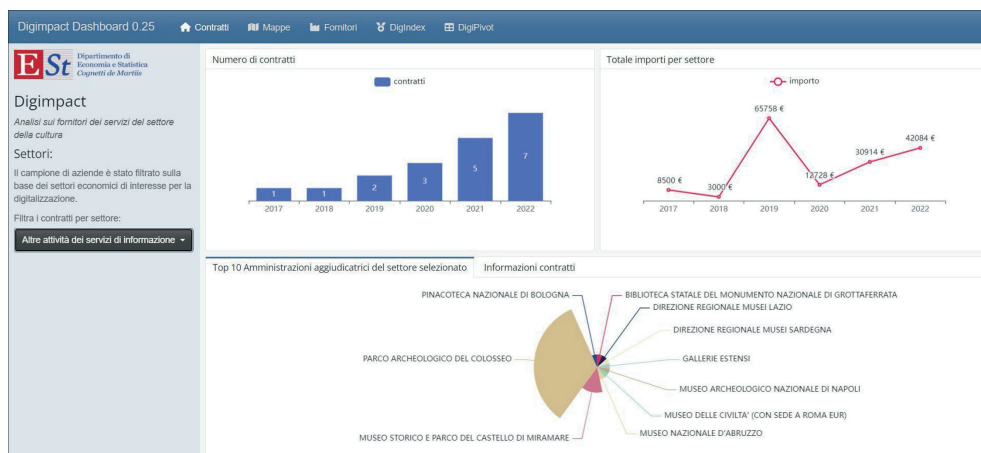 Digimpact Dashboard 0.25
Contratti
Mappe
Fornitori
DigIndex
DigiPivot
ESt
Dipartimento di
Economia e Statistica
Cognetti de Martiis
Digimpact
Analisi sui fornitori dei servizi del settore
della cultura
Settori:
Il campione di aziende è stato filtrato sulla
base dei settori economici di interesse per la
digitalizzazione.
Filtra i contratti per settore:
Altre attività dei servizi di informazione
Numero di contratti
contratti
1
1
2
3
5
7
2017
2018
2019
2020
2021
2022
Totale importi per settore
importo
8500 €
3000 €
65758 €
12728 €
30914 €
42084 €
2017
2018
2019
2020
2021
2022
Top 10 Amministrazioni aggiudicatrici del settore selezionato
Informazioni contratti
PINACOTECA NAZIONALE DI BOLOGNA
BIBLIOTECA STATALE DEL MONUMENTO NAZIONALE DI GROTTAFERRATA
DIREZIONE REGIONALE MUSEI LAZIO
DIREZIONE REGIONALE MUSEI SARDEGNA
PARCO ARCHEOLOGICO DEL COLOSSEO
GALLERIE ESTENSI
MUSEO ARCHEOLOGICO NAZIONALE DI NAPOLI
MUSEO DELLE CIVILTA' (CON SEDE A ROMA EUR)
MUSEO NAZIONALE D'ABRUZZO
MUSEO STORICO E PARCO DEL CASTELLO DI MIRAMARE